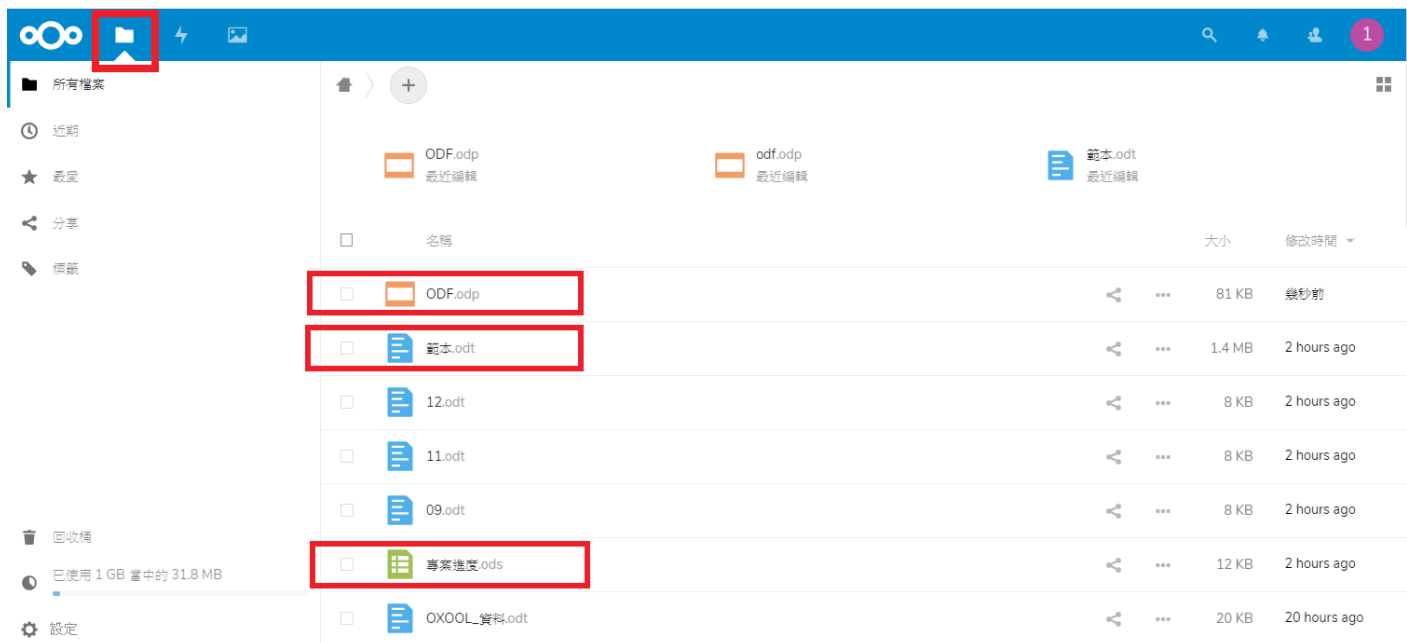 1
所有檔案
近期
最愛
分享
標籤
回收桶
已使用 1 GB 當中的 31.8 MB
設定
ODF.odp
最近編輯
odf.odp
最近編輯
範本.odt
最近編輯
名稱 大小 修改時間
ODF.odp 81 KB 幾秒前
範本.odt 1.4 MB 2 hours ago
12.odt 8 KB 2 hours ago
11.odt 8 KB 2 hours ago
09.odt 8 KB 2 hours ago
專案進度.ods 12 KB 2 hours ago
OXOOL_資料.odt 20 KB 20 hours ago